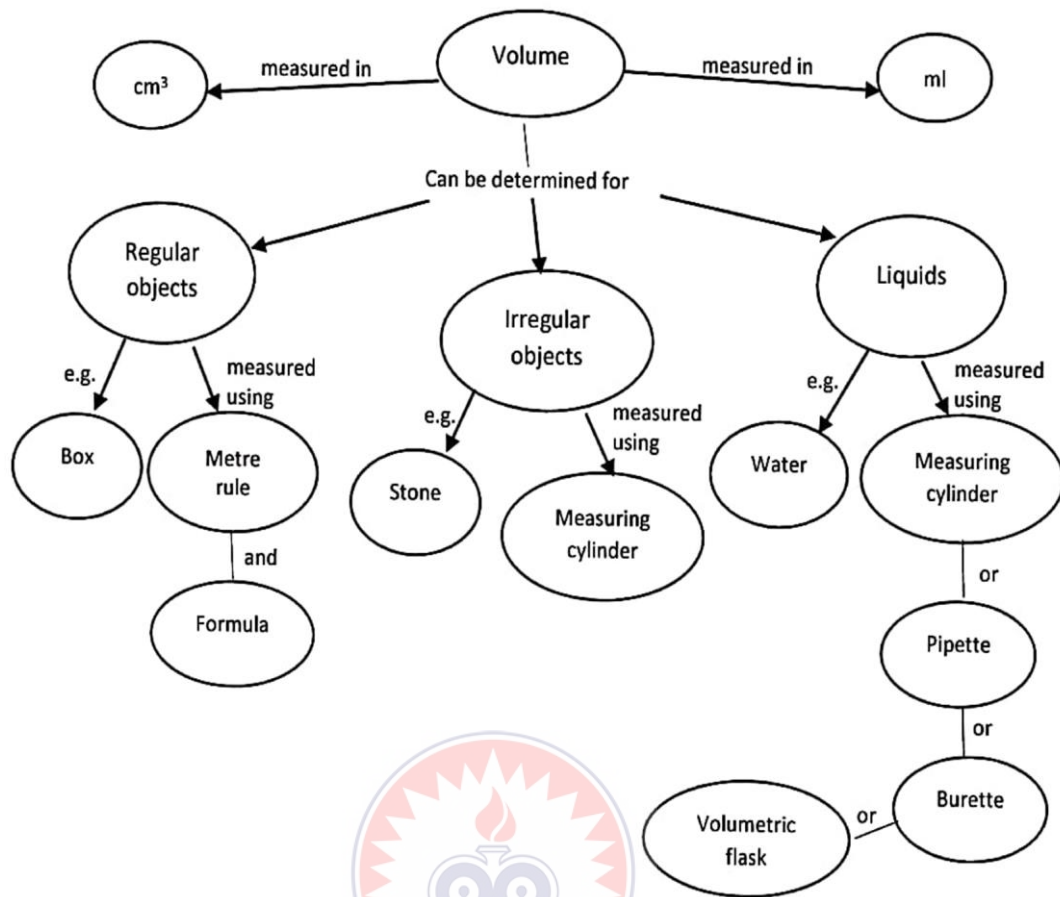 Volume
cm³
measured in
measured in
ml
Can be determined for
Regular
objects
Irregular
objects
Liquids
e.g.
measured
using
e.g.
measured
using
e.g.
measured
using
Box
Metre
rule
Stone
Measuring
cylinder
Water
Measuring
cylinder
and
Formula
or
Pipette
or
Burette
or
Volumetric
flask